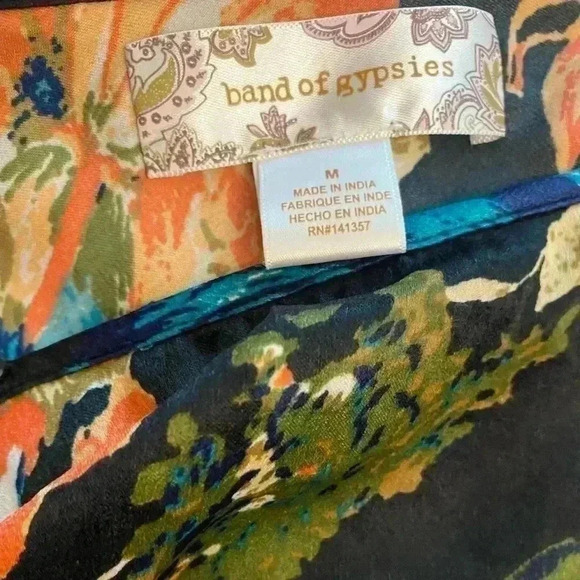 band of gypsies
M
MADE IN INDIA
FABRIQUE EN INDE
HECHO EN INDIA
RN#141357